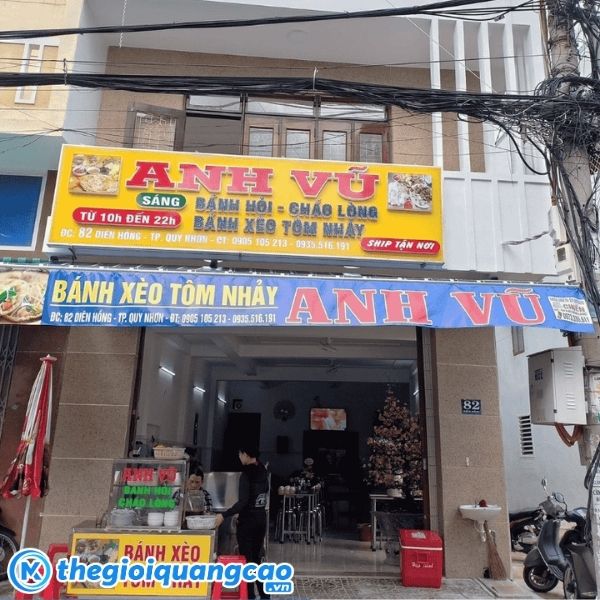 ANH VŨ
SÁNG
BÁNH HỎI - CHÁO LÒNG
TỪ 10h ĐẾN 22h
BÁNH XÈO TÔM NHẢY
ĐC: 82 DIÊN HỒNG - TP. QUY NHƠN - ĐT: 0905 105 213 - 0935.516.191
SHIP TẬN NƠI
BÁNH XÈO TÔM NHẢY ANH VŨ
ĐC: 82 DIÊN HỒNG - TP. QUY NHƠN - ĐT: 0905 105 213 - 0935.516.191
82
ANH VŨ
BÁNH HỎI
CHÁO LÒNG
BÁNH XÈO
TÔM NHẢY
thegioiquangcao.vn